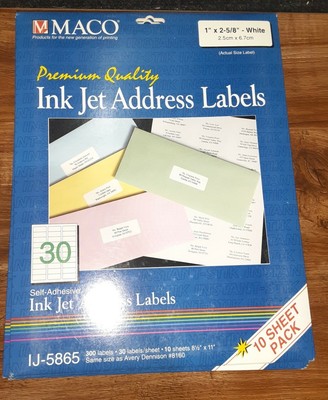 MACO
Products for the new generation of printing
1" x 2-5/8" - White
2.5cm x 6.7cm
(Actual Size Label)
Premium Quality
Ink Jet Address Labels
30
Self-Adhesive
Ink Jet Address Labels
10 SHEET
PACK
IJ-5865
300 labels • 30 labels/sheet • 10 sheets 8½" x 11"
Same size as Avery Dennison #8160